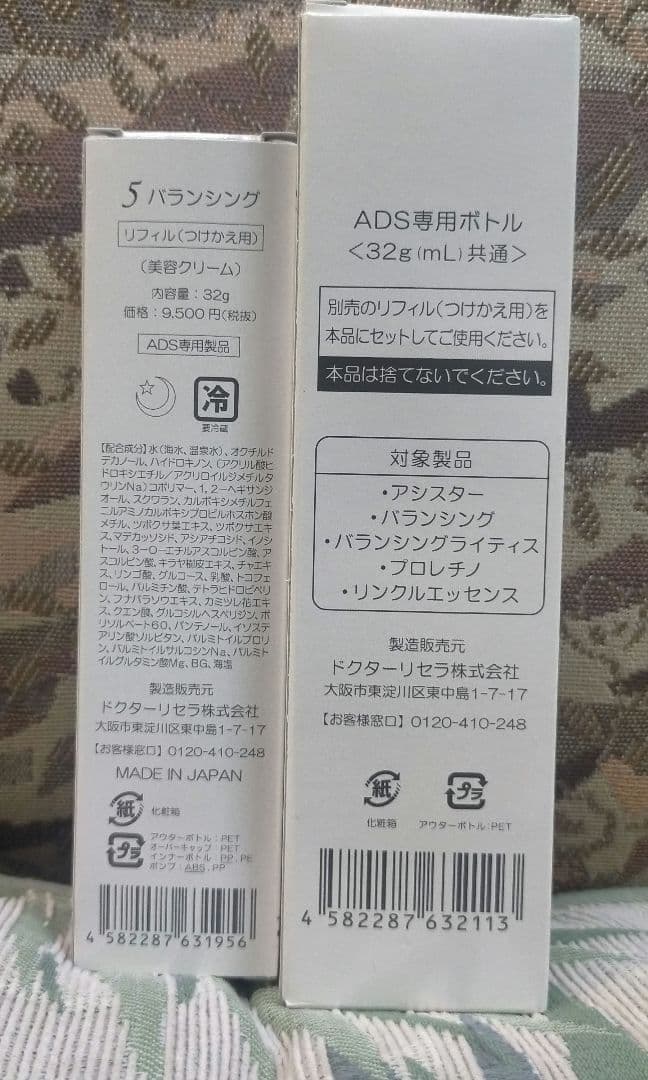 5 バランシング
リフィル(つけかえ用)
(美容クリーム)
内容量:32g
価格:9,500円(税抜)
ADS専用製品
冷
要冷蔵
【配合成分】水(海水、温泉水)、オクチルド
デカノール、ハイドロキノン、(アクリル酸ヒ
ドロキシエチル/アクリロイルジメチルタ
ウリンNa)コポリマー、1,2-ヘキサンジ
オール、スクワラン、カルボキシメチルフェ
ニルアミノカルボキシプロピルホスホン酸
メチル、ツボクサ葉エキス、ツボクサエキ
ス、マデカッソシド、アシアチコシド、イノシ
トール、3-O-エチルアスコルビン酸、ア
スコルビン酸、キラヤ樹皮エキス、チャエキ
ス、リンゴ酸、グルコース、乳酸、トコフェ
ロール、パルミチン酸、テトラヒドロピペリ
ン、フナバラソウエキス、カミツレ花エキ
ス、クエン酸、グルコシルヘスペリジン、ポ
リソルベート60、パンテノール、イソステ
アリン酸ソルビタン、パルミトイルプロリ
ン、パルミトイルサルコシンNa、パルミト
イルグルタミン酸Mg、BG、海塩
製造販売元
ドクターリセラ株式会社
大阪市東淀川区東中島1-7-17
【お客様窓口】0120-410-248
MADE IN JAPAN
紙 化粧箱
プラ
アウターボトル:PET
オーバーキャップ:PET
インナーボトル:PP、PE
ポンプ:ABS、PP
4 582287 631956
ADS専用ボトル
<32g(mL)共通>
別売のリフィル(つけかえ用)を
本品にセットしてご使用ください。
本品は捨てないでください。
対象製品
・アシスター
・バランシング
・バランシングライティス
・プロレチノ
・リンクルエッセンス
製造販売元
ドクターリセラ株式会社
大阪市東淀川区東中島1-7-17
【お客様窓口】0120-410-248
紙 プラ
化粧箱 アウターボトル:PET
4 582287 632113